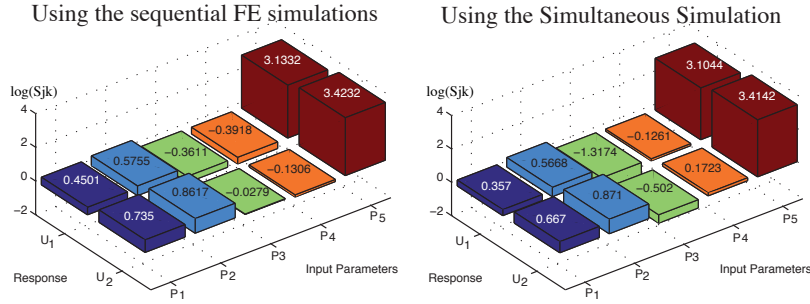 Using the sequential FE simulations
log(Sjk)
4
2
0
−2
3.1332
3.4232
−0.3918
−0.1306
−0.3611
−0.0279
0.5755
0.8617
0.4501
0.735
U1
U2
Response
P1
P2
P3
P4
P5
Input Parameters
Using the Simultaneous Simulation
log(Sjk)
4
2
0
−2
3.1044
3.4142
−0.1261
0.1723
−1.3174
−0.502
0.5668
0.871
0.357
0.667
U1
U2
Response
P1
P2
P3
P4
P5
Input Parameters